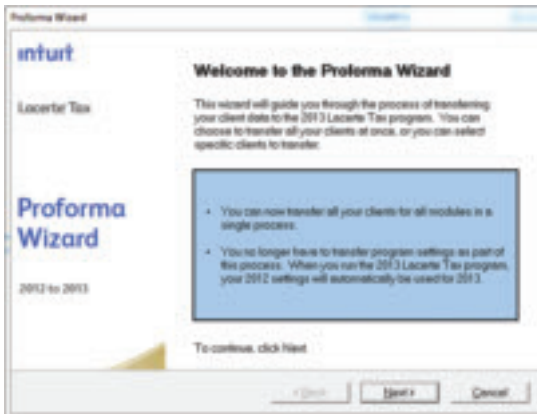 Proforma Wizard
intuit
Lacerte Tax
Proforma
Wizard
2012 to 2013
Welcome to the Proforma Wizard
This wizard will guide you through the process of transferring
your client data to the 2013 Lacerte Tax program. You can
choose to transfer all your clients at once, or you can select
specific clients to transfer.
• You can now transfer all your clients for all modules in a
single process.
• You no longer have to transfer program settings as part of
this process. When you run the 2013 Lacerte Tax program,
your 2012 settings will automatically be used for 2013.
To continue, click Next
< Back
Next >
Cancel